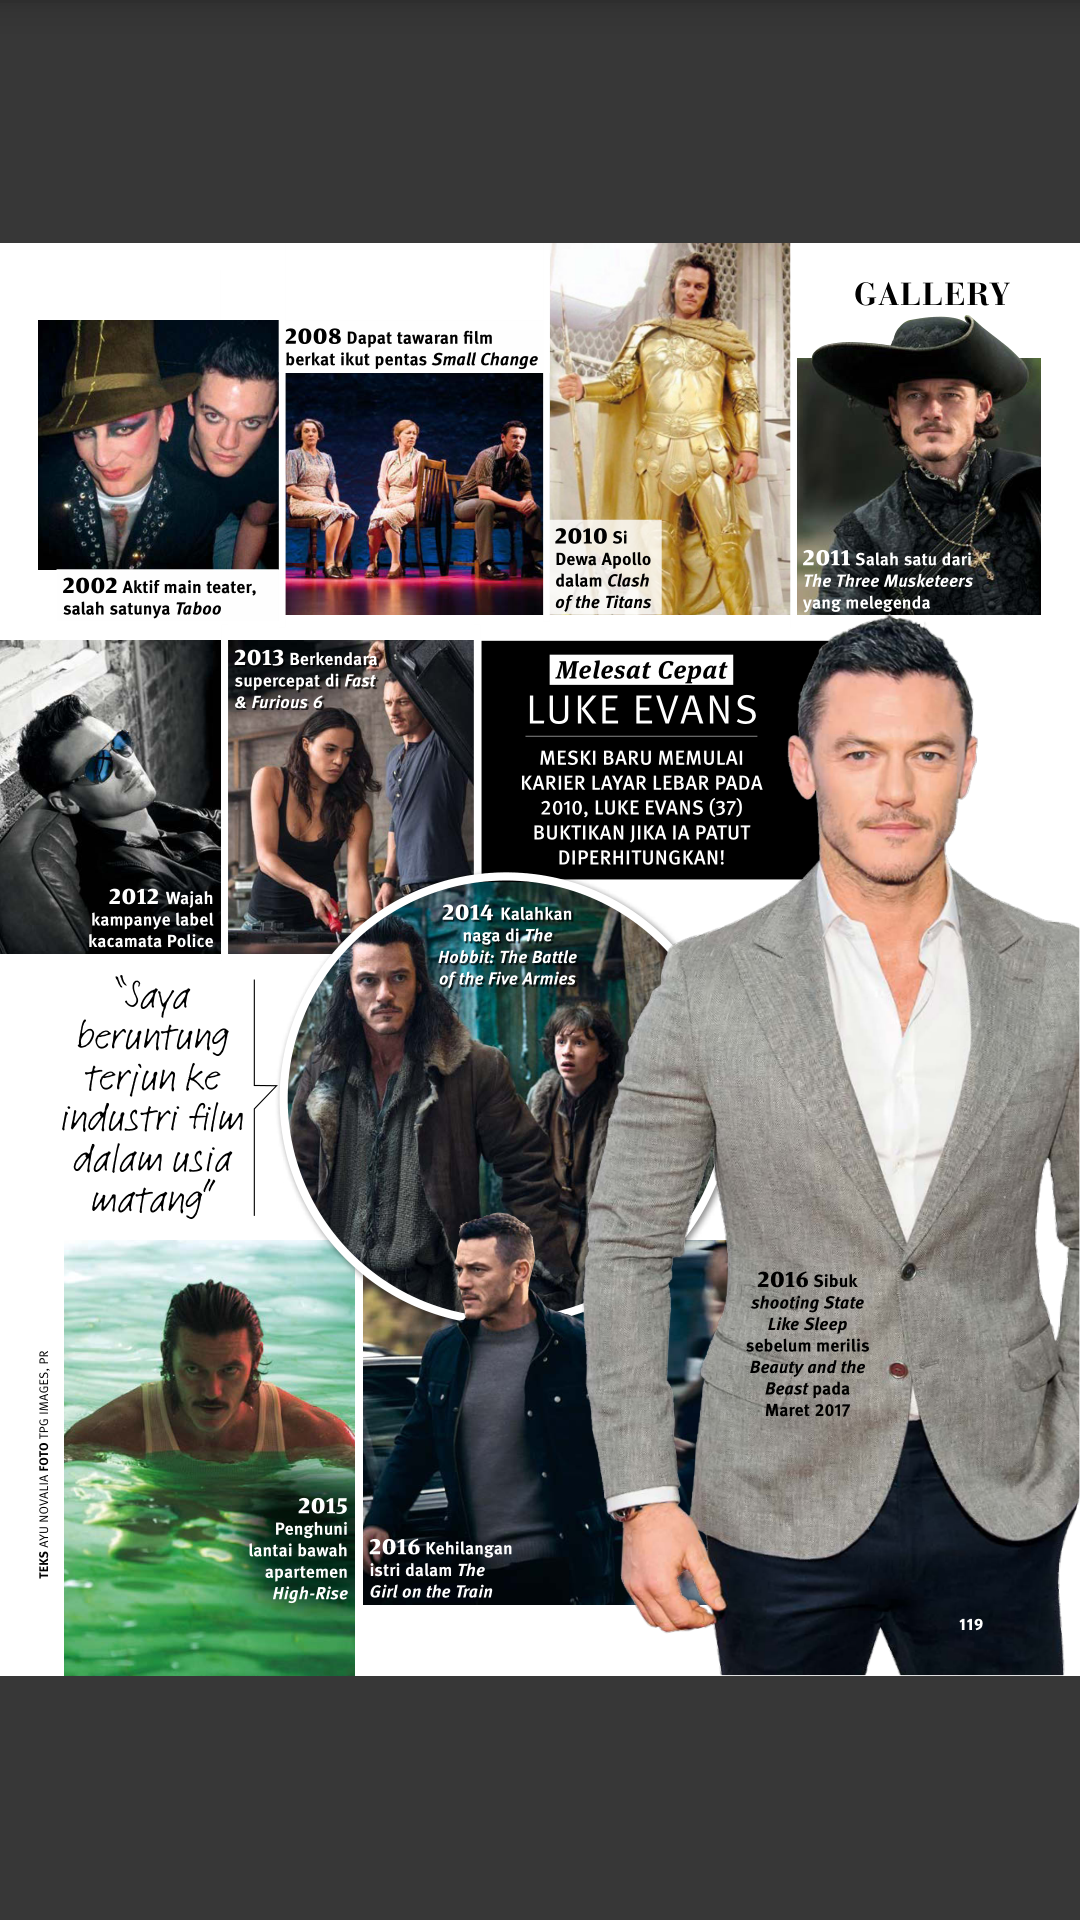 GALLERY
2008 Dapat tawaran film
berkat ikut pentas Small Change
2002 Aktif main teater,
salah satunya Taboo
2010 Si
Dewa Apollo
dalam Clash
of the Titans
2011 Salah satu dari
The Three Musketeers
yang melegenda
2012 Wajah
kampanye label
kacamata Police
2013 Berkendara
supercepat di Fast
& Furious 6
Melesat Cepat
LUKE EVANS
MESKI BARU MEMULAI
KARIER LAYAR LEBAR PADA
2010, LUKE EVANS (37)
BUKTIKAN JIKA IA PATUT
DIPERHITUNGKAN!
2014 Kalahkan
naga di The
Hobbit: The Battle
of the Five Armies
"Saya
beruntung
terjun ke
industri film
dalam usia
matang"
2015
Penghuni
lantai bawah
apartemen
High-Rise
2016 Kehilangan
istri dalam The
Girl on the Train
2016 Sibuk
shooting State
Like Sleep
sebelum merilis
Beauty and the
Beast pada
Maret 2017
TEKS AYU NOVALIA FOTO TPG IMAGES, PR
119